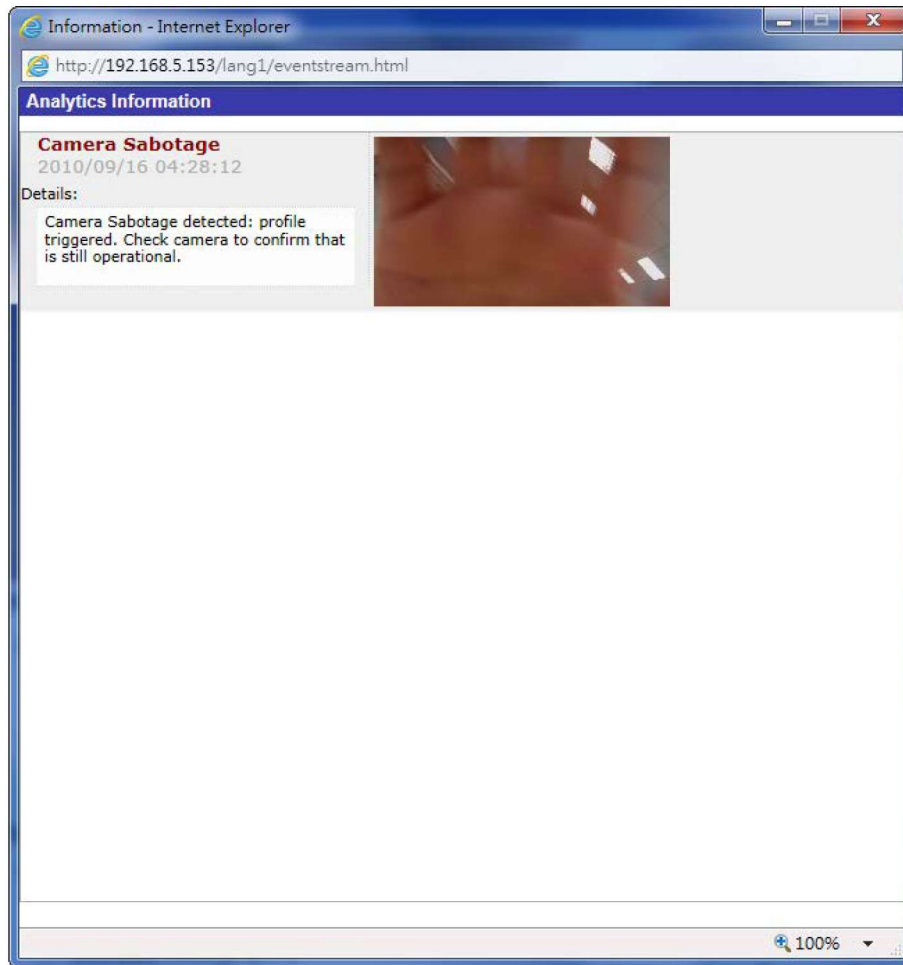 Information - Internet Explorer
http://192.168.5.153/lang1/eventstream.html
Analytics Information
Camera Sabotage
2010/09/16 04:28:12
Details:
Camera Sabotage detected: profile
triggered. Check camera to confirm that
is still operational.
100%